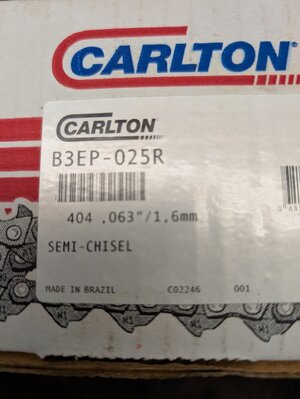 CARLTON®
CARLTON®
B3EP-025R
404 .063"/1,6mm
SEMI-CHISEL
MADE IN BRAZIL C02246 001